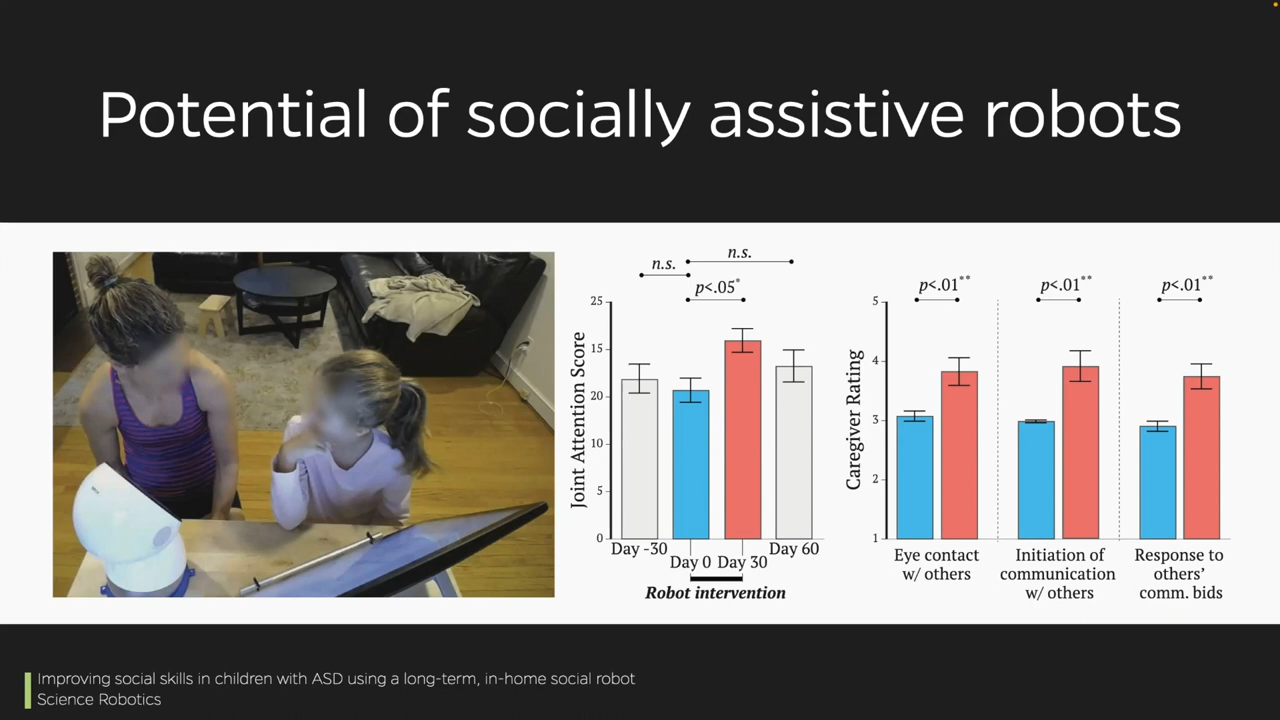 Potential of socially assistive robots
n.s.
n.s.
p<.05*
25
15
20
10
5
0
Joint Attention Score
Day -30
Day 0
Day 30
Day 60
Robot intervention
p<.01**
p<.01**
p<.01**
5
4
3
2
1
Caregiver Rating
Eye contact
w/ others
Initiation of
communication
w/ others
Response to
others'
comm. bids
Improving social skills in children with ASD using a long-term, in-home social robot
Science Robotics